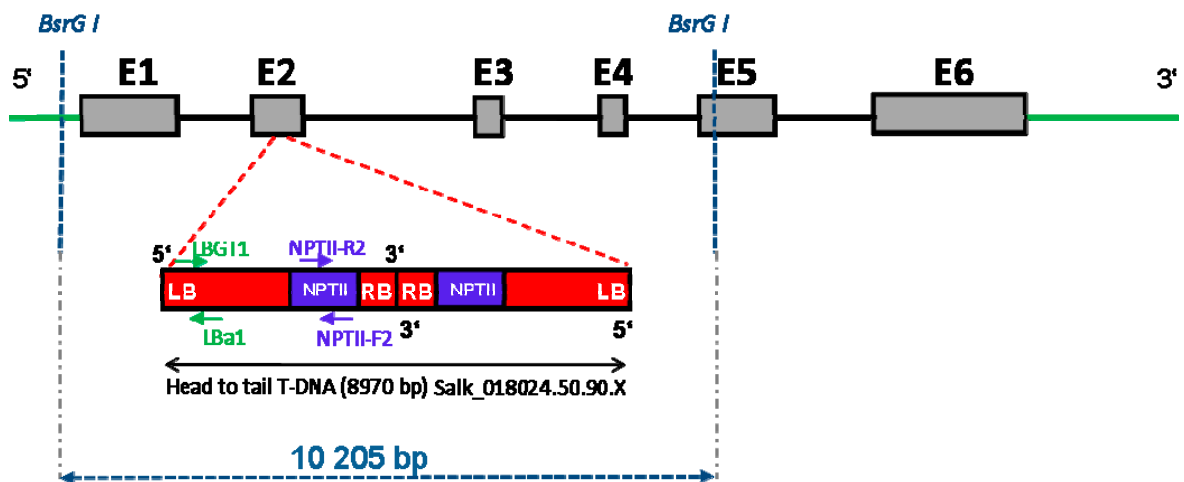 BsrG I BsrG I
5' E1 E2 E3 E4 E5 E6 3'
5' LBGT1 NPTII-R2 3'
LB NPTII RB RB NPTII LB
LBa1 NPTII-F2 3' 5'
Head to tail T-DNA (8970 bp) Salk_018024.50.90.X
10 205 bp